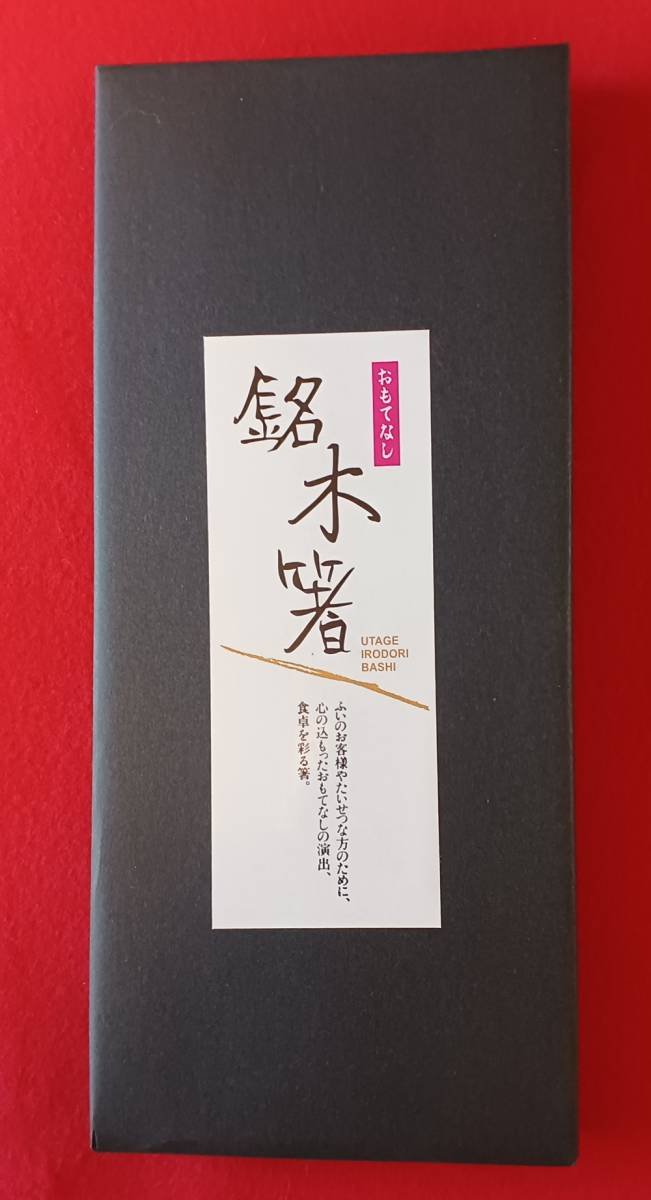 おもてなし
銘木箸
UTAGE
IRODORI
BASHI
ふいのお客様やたいせつな方のために、
心の込もったおもてなしの演出、
食卓を彩る箸。